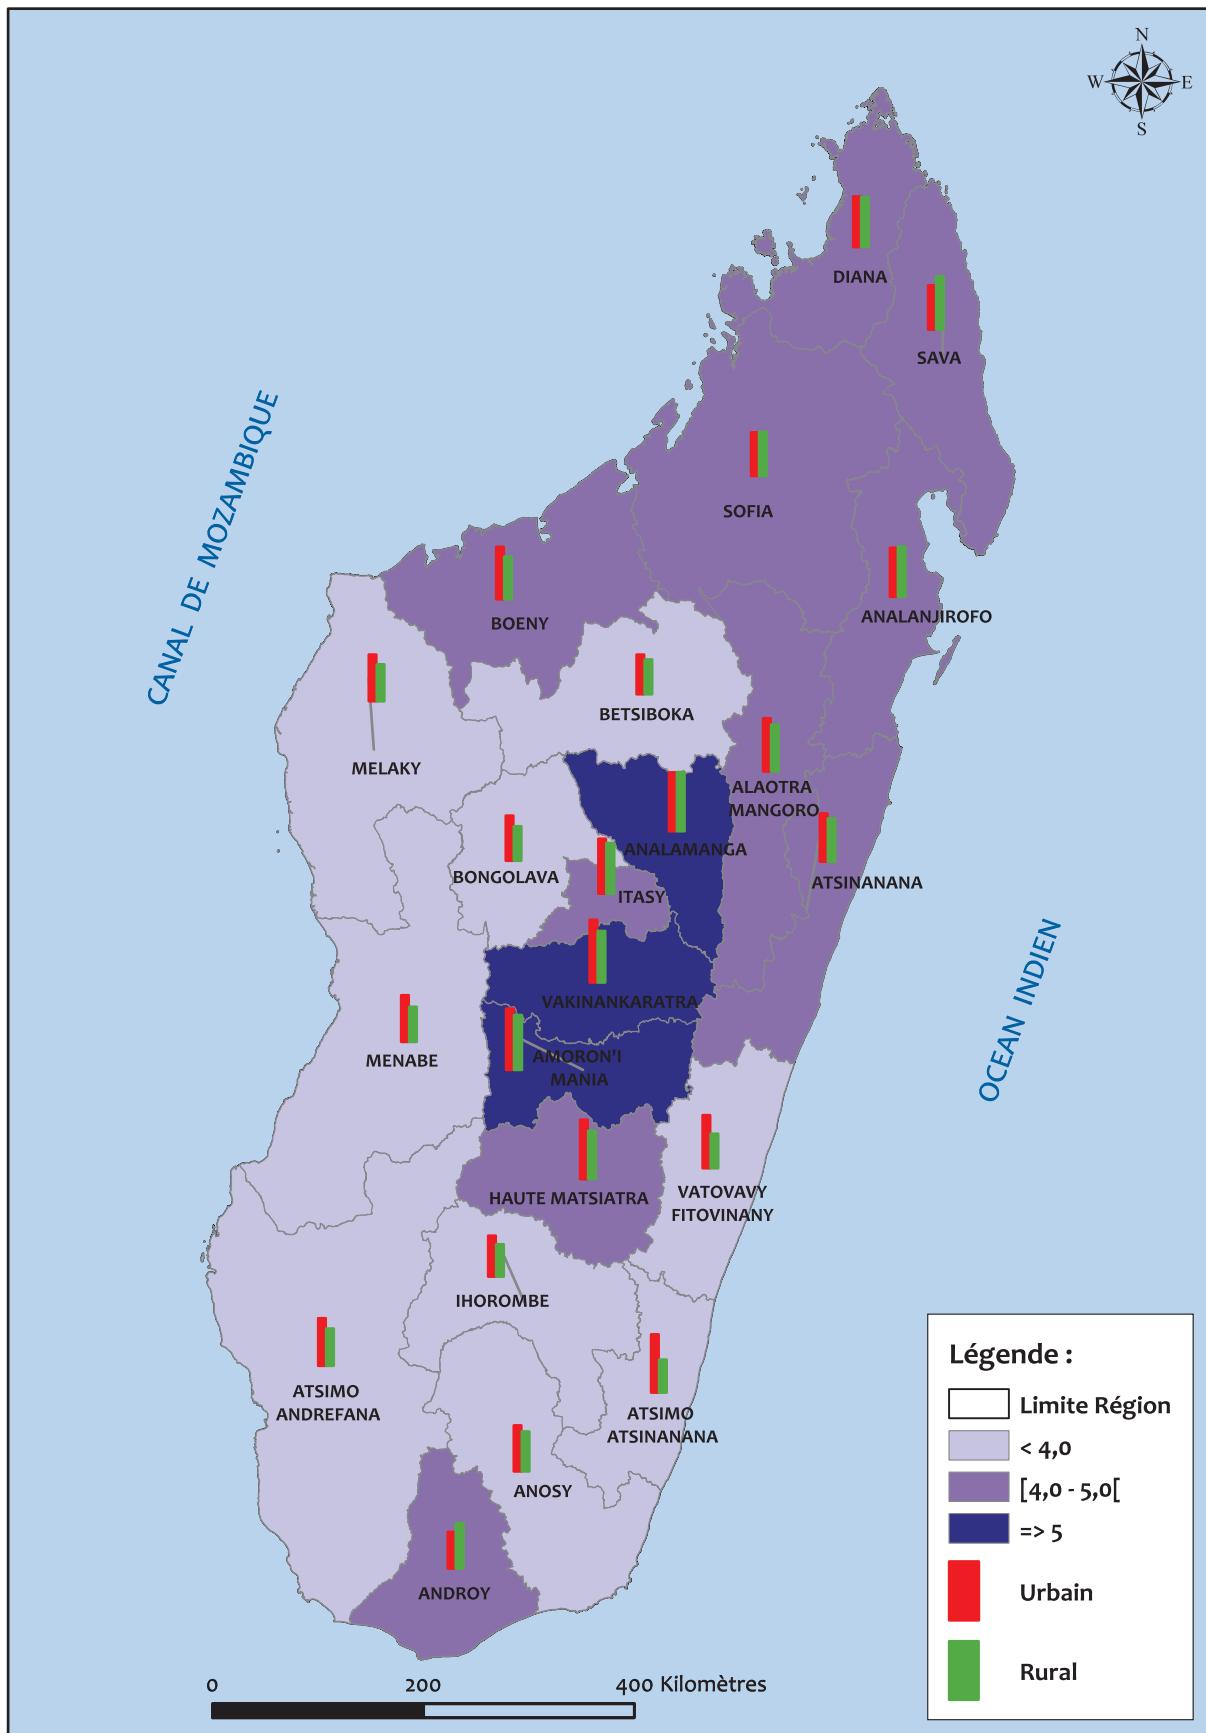 N
W
E
S
DIANA
SAVA
CANAL DE MOZAMBIQUE
SOFIA
BOENY
ANALANJIROFO
BETSIBOKA
MELAKY
ALAOTRA
MANGORO
ANALAMANGA
BONGOLAVA
ITASY
ATSINANANA
OCEAN INDIEN
VAKINANKARATRA
MENABE
AMORON'I
MANIA
HAUTE MATSIATRA
VATOVAVY
FITOVINANY
IHOROMBE
ATSIMO
ANDREFANA
ATSIMO
ATSINANANA
ANOSY
ANDROY
Légende :
Limite Région
< 4,0
[4,0 - 5,0[
=> 5
Urbain
Rural
0
200
400 Kilomètres